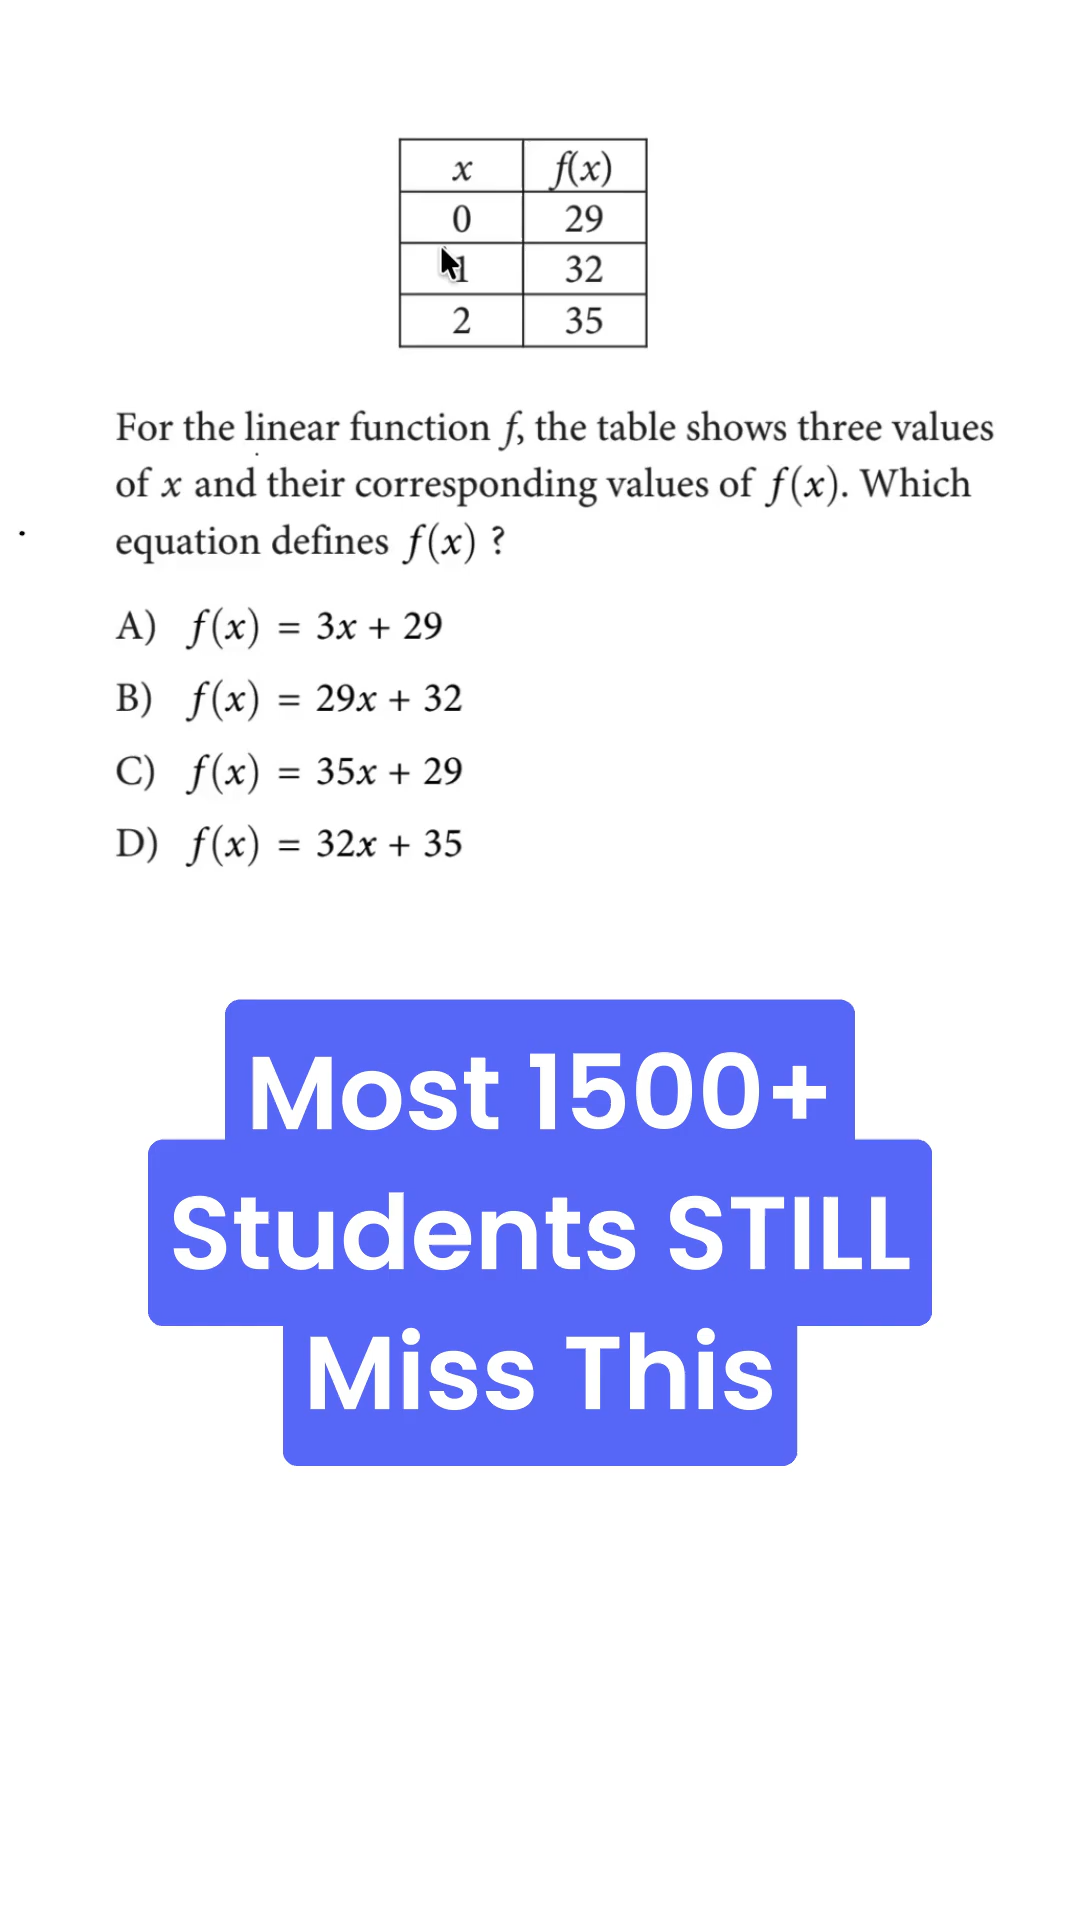 x f(x)
0 29
1 32
2 35
For the linear function f, the table shows three values
of x and their corresponding values of f(x). Which
equation defines f(x) ?
A) f(x) = 3x + 29
B) f(x) = 29x + 32
C) f(x) = 35x + 29
D) f(x) = 32x + 35
Most 1500+
Students STILL
Miss This